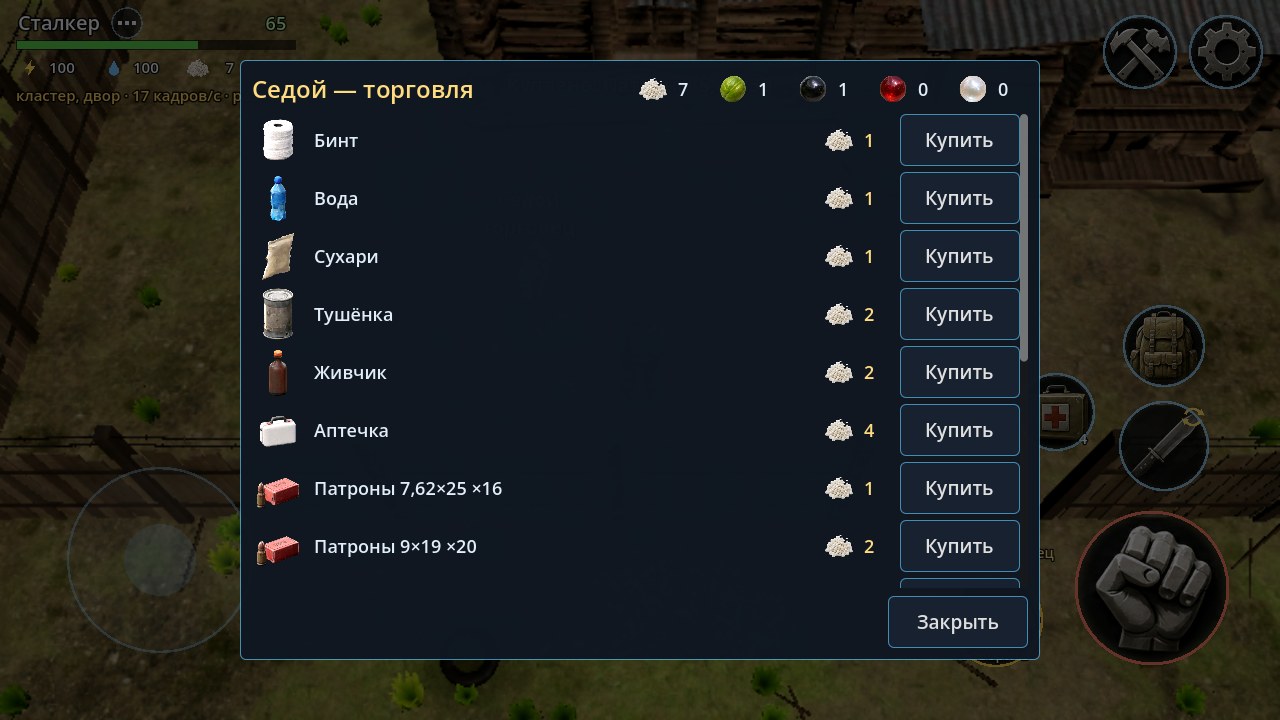 Сталкер ••• 65
100 100 7
кластер, двор · 17 кадров/с · р
Седой — торговля 7 1 1 0 0
Бинт 1 Купить
Вода 1 Купить
Сухари 1 Купить
Тушёнка 2 Купить
Живчик 2 Купить
Аптечка 4 Купить
Патроны 7,62×25 ×16 1 Купить
Патроны 9×19 ×20 2 Купить
Закрыть
4
ец